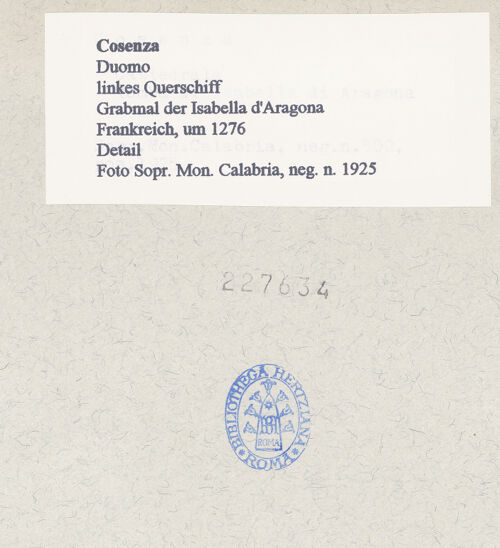 Cosenza
Duomo
linkes Querschiff
Grabmal der Isabella d'Aragona
Frankreich, um 1276
Detail
Foto Sopr. Mon. Calabria, neg. n. 1925
227634
BIBLIOTHECA HERTZIANA
ROMA
ROMA